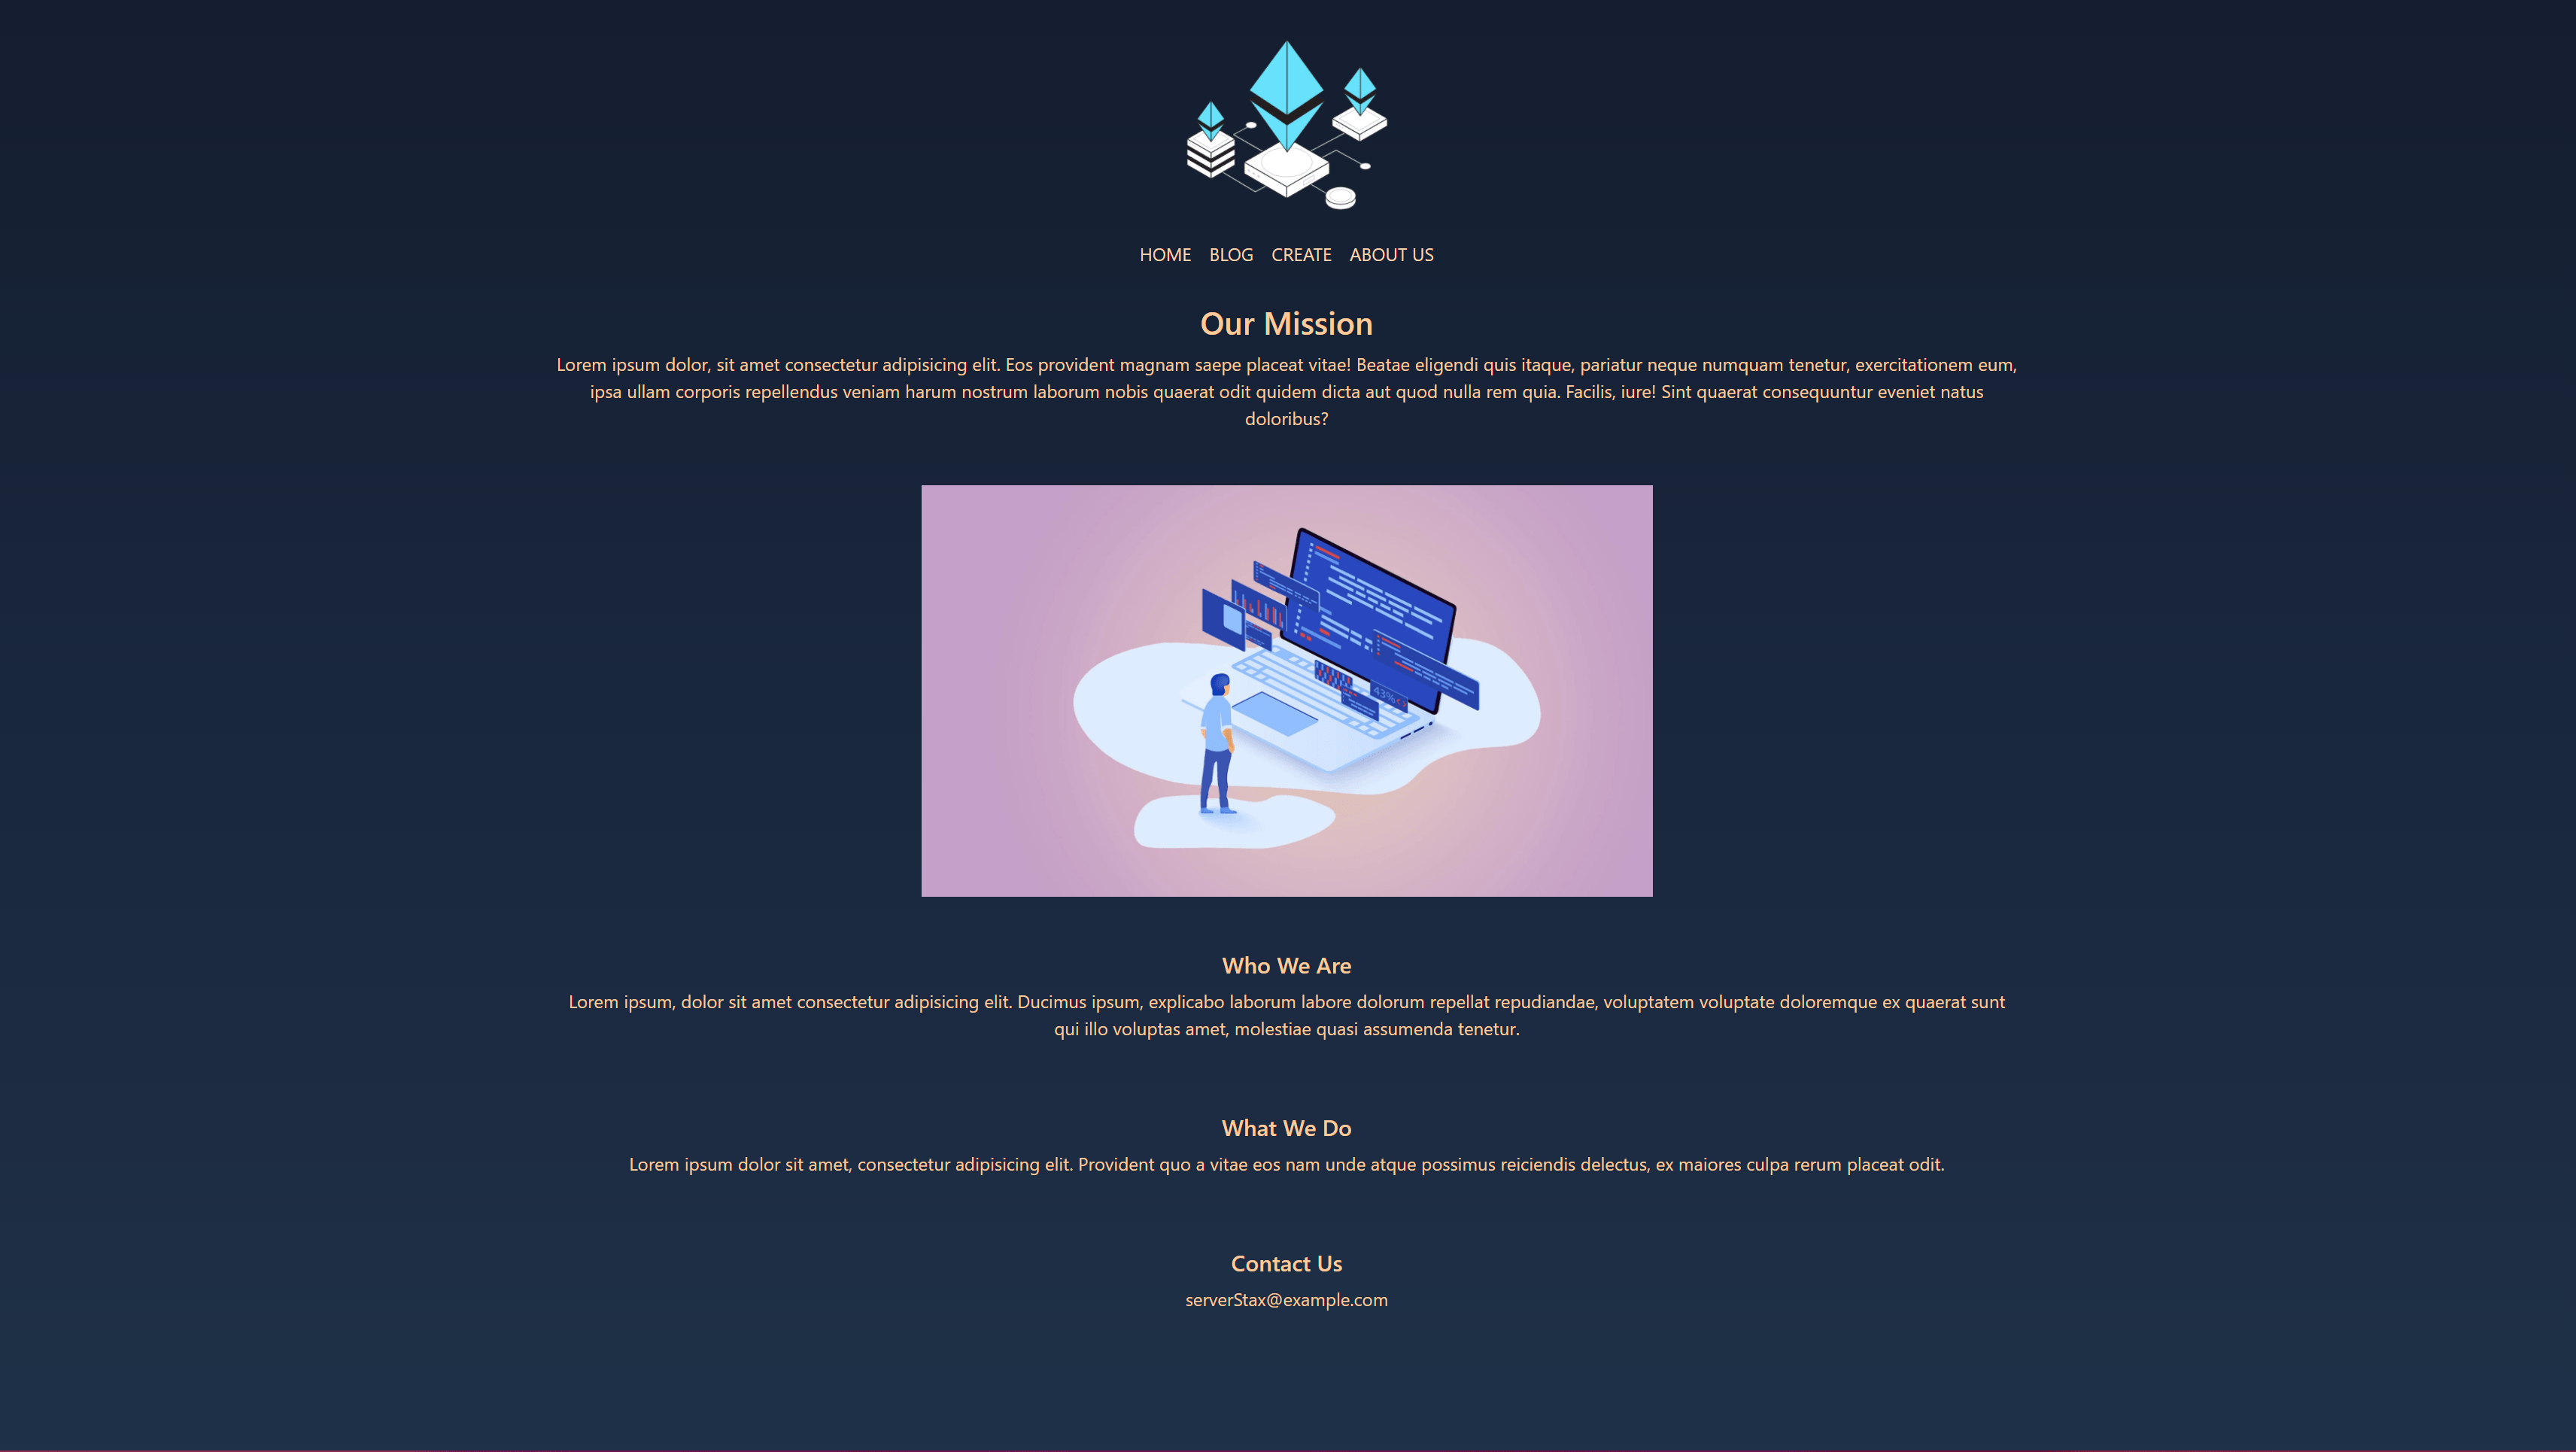 HOME BLOG CREATE ABOUT US
Our Mission
Lorem ipsum dolor, sit amet consectetur adipisicing elit. Eos provident magnam saepe placeat vitae! Beatae eligendi quis itaque, pariatur neque numquam tenetur, exercitationem eum,
ipsa ullam corporis repellendus veniam harum nostrum laborum nobis quaerat odit quidem dicta aut quod nulla rem quia. Facilis, iure! Sint quaerat consequuntur eveniet natus
doloribus?
43%
Who We Are
Lorem ipsum, dolor sit amet consectetur adipisicing elit. Ducimus ipsum, explicabo laborum labore dolorum repellat repudiandae, voluptatem voluptate doloremque ex quaerat sunt
qui illo voluptas amet, molestiae quasi assumenda tenetur.
What We Do
Lorem ipsum dolor sit amet, consectetur adipisicing elit. Provident quo a vitae eos nam unde atque possimus reiciendis delectus, ex maiores culpa rerum placeat odit.
Contact Us
serverStax@example.com